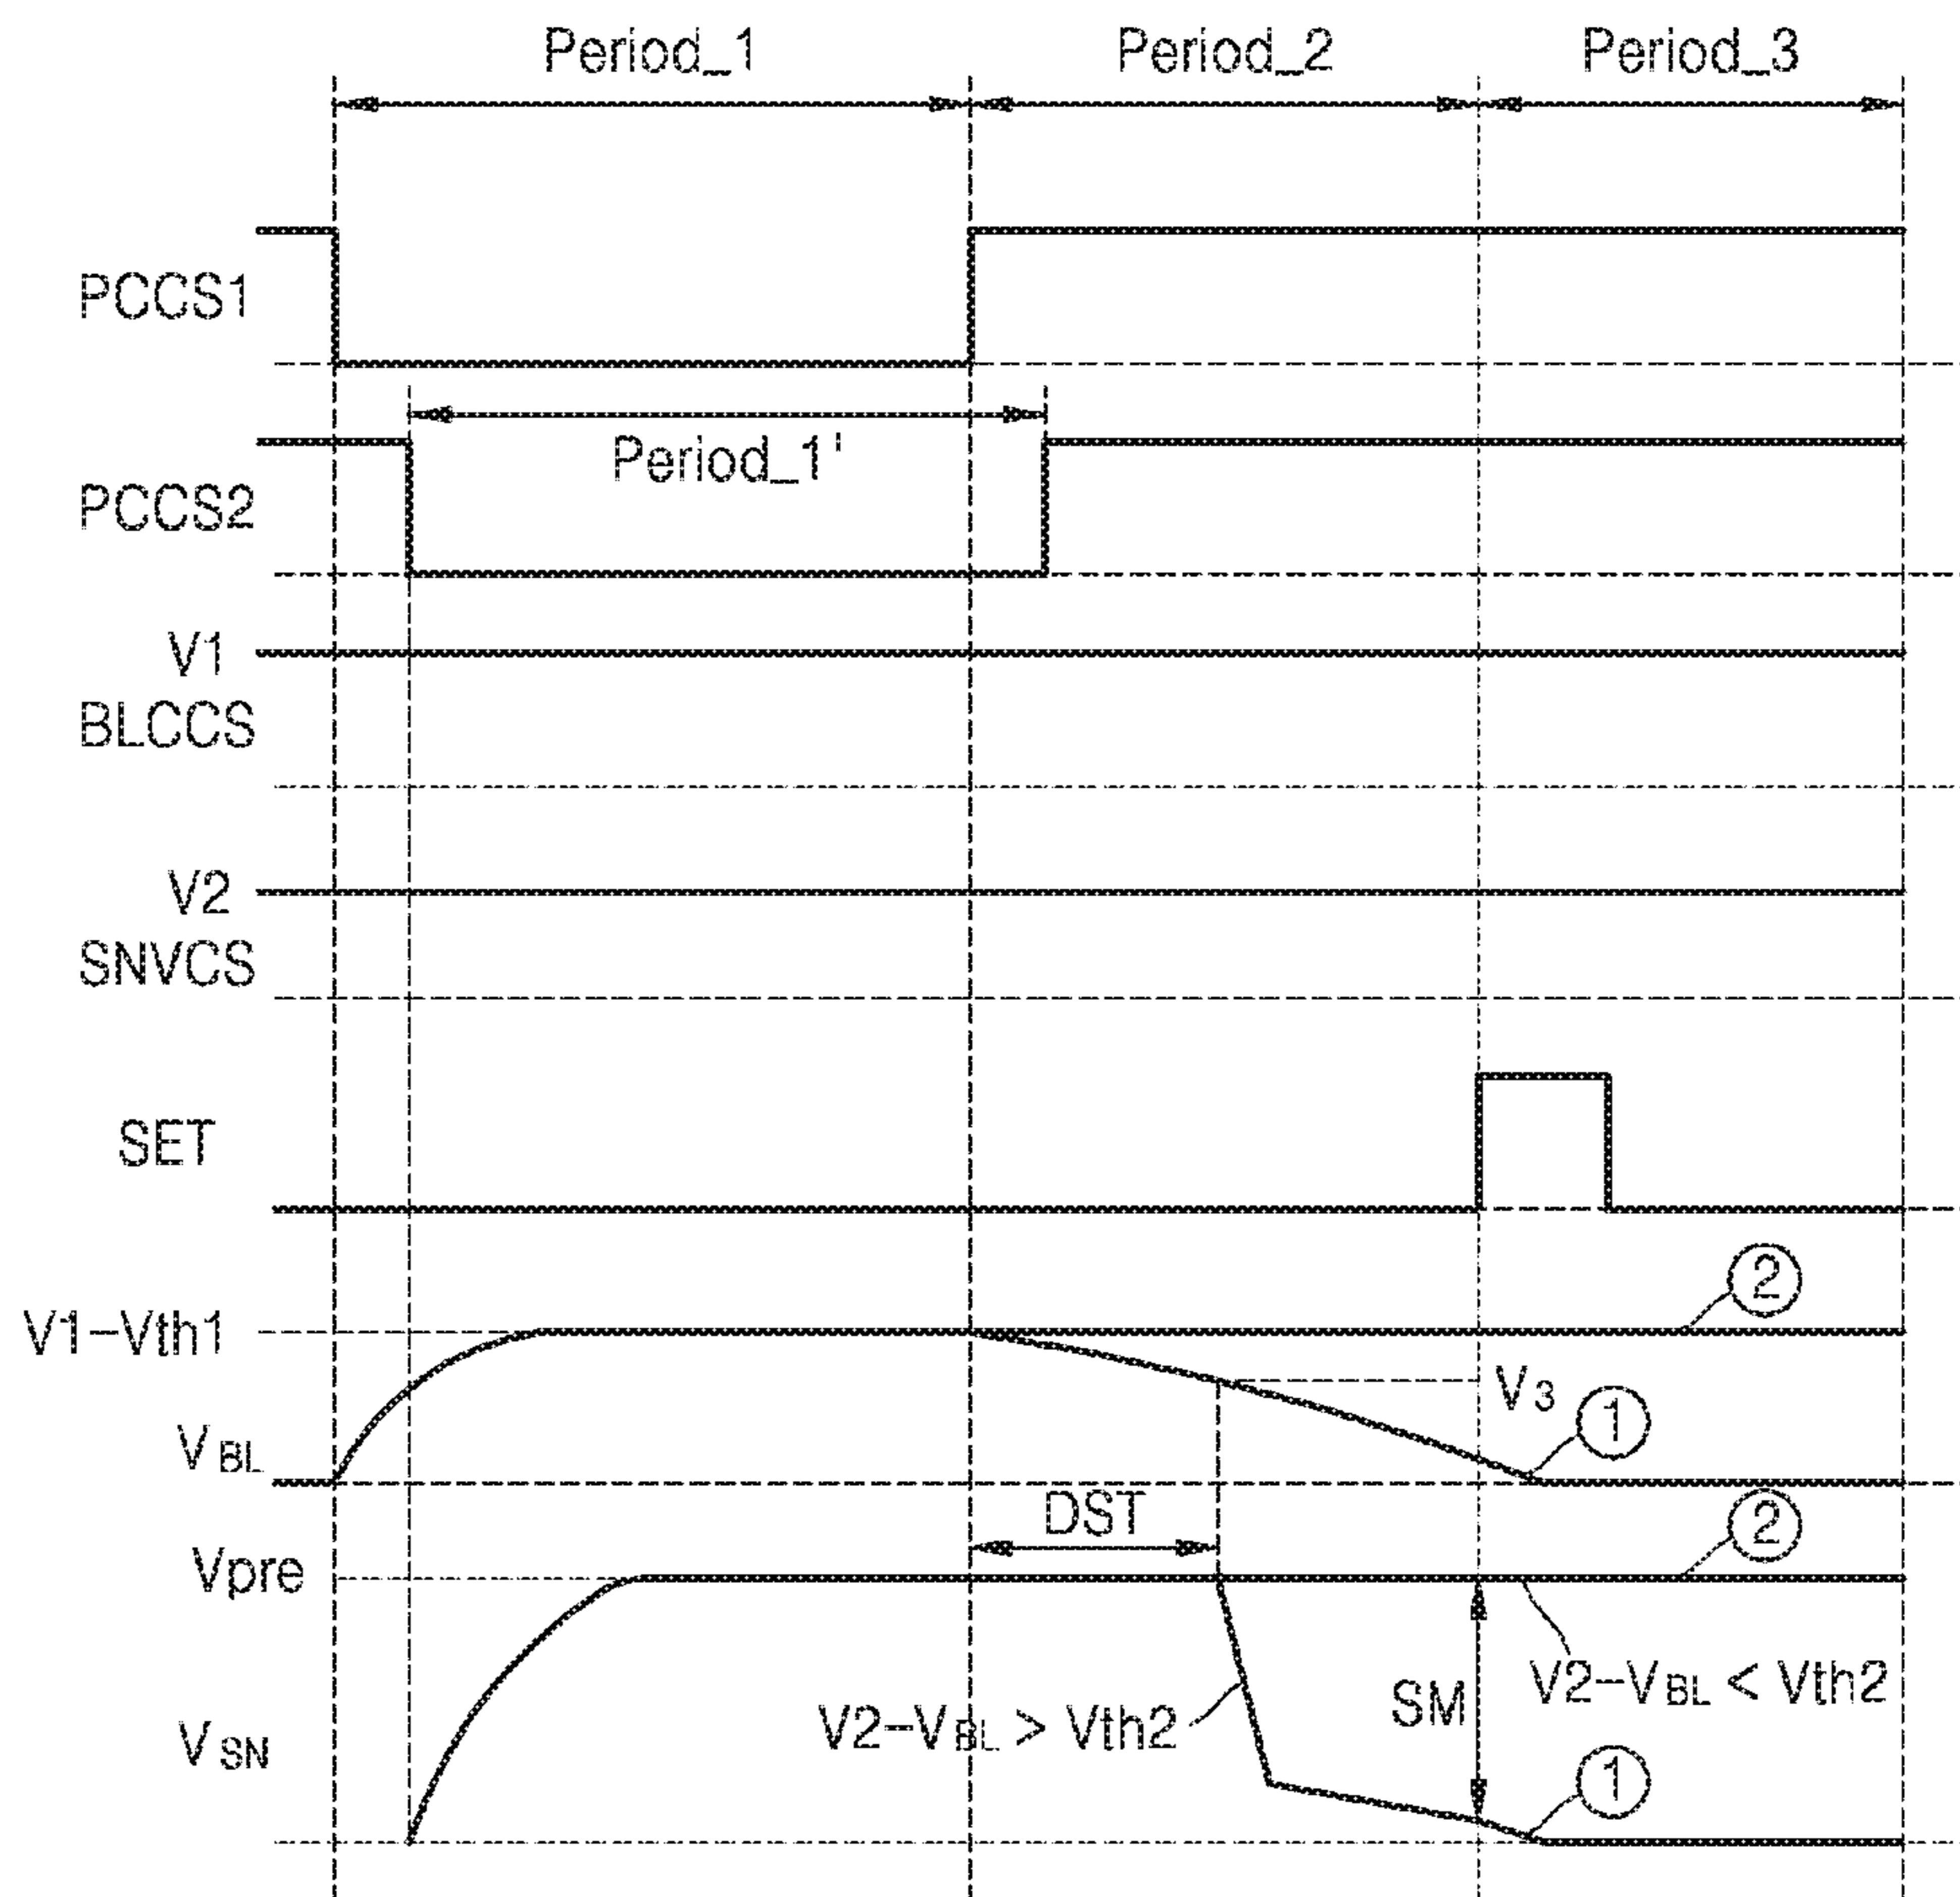 Period_1 Period_2 Period_3
PCCS1
Period_1'
PCCS2
V1
BLCCS
V2
SNVCS
SET
②
V1-Vth1
V3
①
VBL
DST
②
Vpre
V2-VBL < Vth2
SM
V2-VBL > Vth2
VSN
①